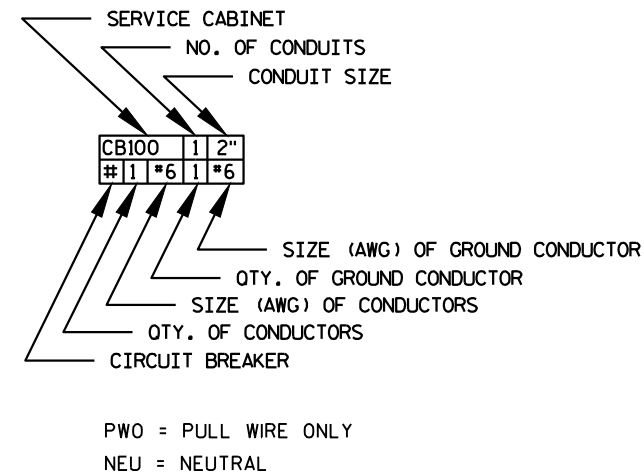 SERVICE CABINET
NO. OF CONDUITS
CONDUIT SIZE
CB100 1 2"
# 1 #6 1 #6
SIZE (AWG) OF GROUND CONDUCTOR
QTY. OF GROUND CONDUCTOR
SIZE (AWG) OF CONDUCTORS
QTY. OF CONDUCTORS
CIRCUIT BREAKER
PWO = PULL WIRE ONLY
NEU = NEUTRAL